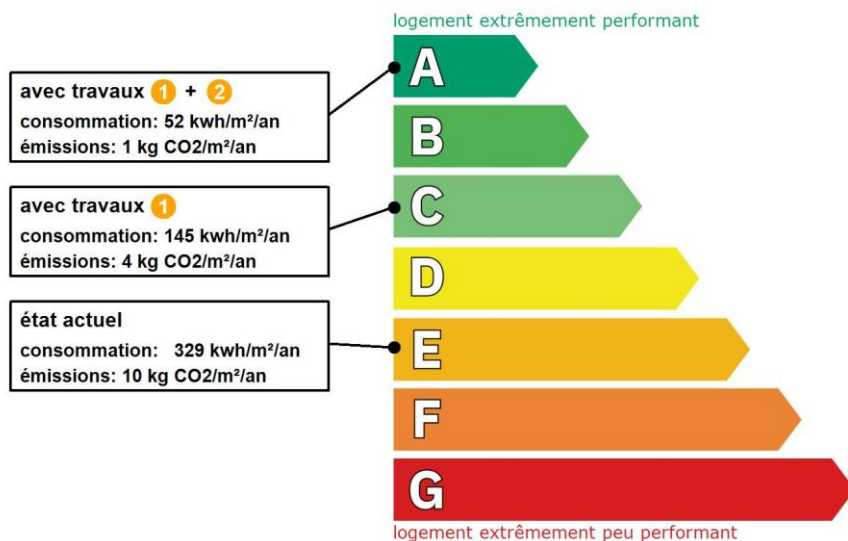 logement extrêmement performant
A
avec travaux 1 + 2
consommation: 52 kwh/m²/an
émissions: 1 kg CO2/m²/an
B
avec travaux 1
consommation: 145 kwh/m²/an
émissions: 4 kg CO2/m²/an
C
D
état actuel
consommation: 329 kwh/m²/an
émissions: 10 kg CO2/m²/an
E
F
G
logement extrêmement peu performant